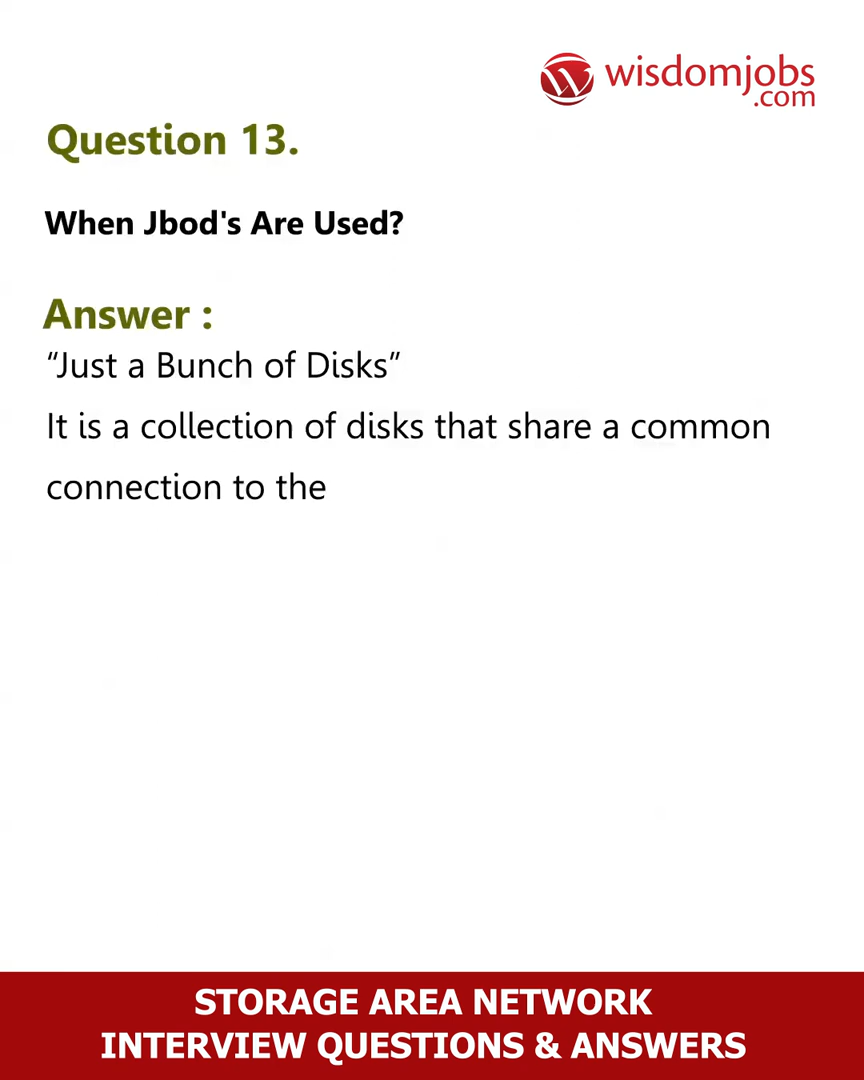 wisdomjobs
.com
Question 13.
When Jbod's Are Used?
Answer :
“Just a Bunch of Disks”
It is a collection of disks that share a common
connection to the
STORAGE AREA NETWORK
INTERVIEW QUESTIONS & ANSWERS